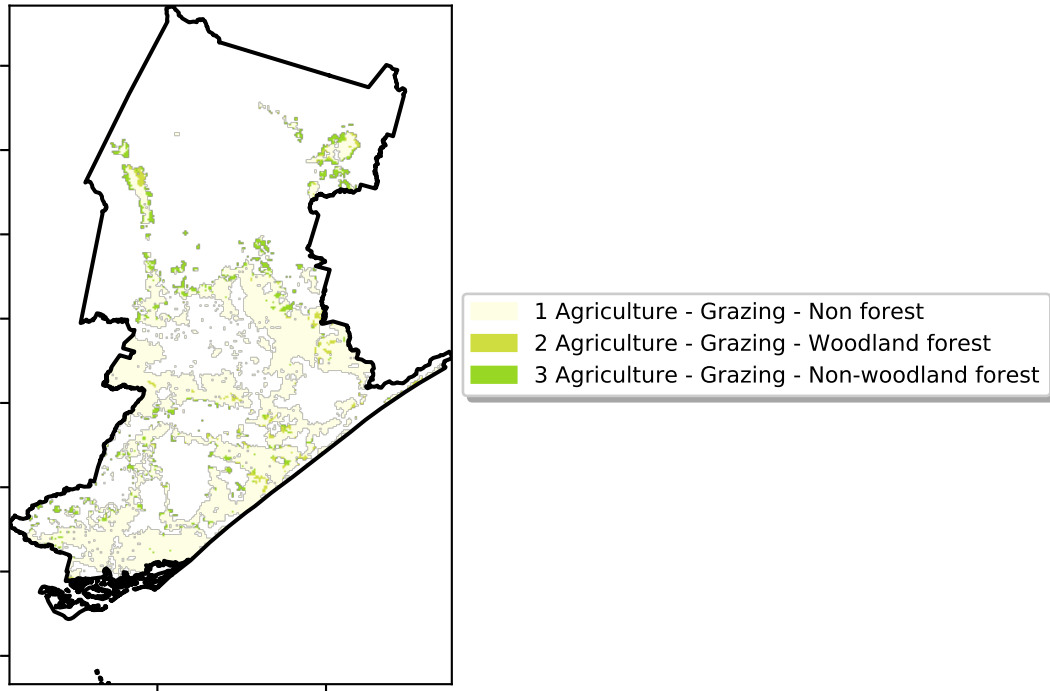 1 Agriculture - Grazing - Non forest
2 Agriculture - Grazing - Woodland forest
3 Agriculture - Grazing - Non-woodland forest